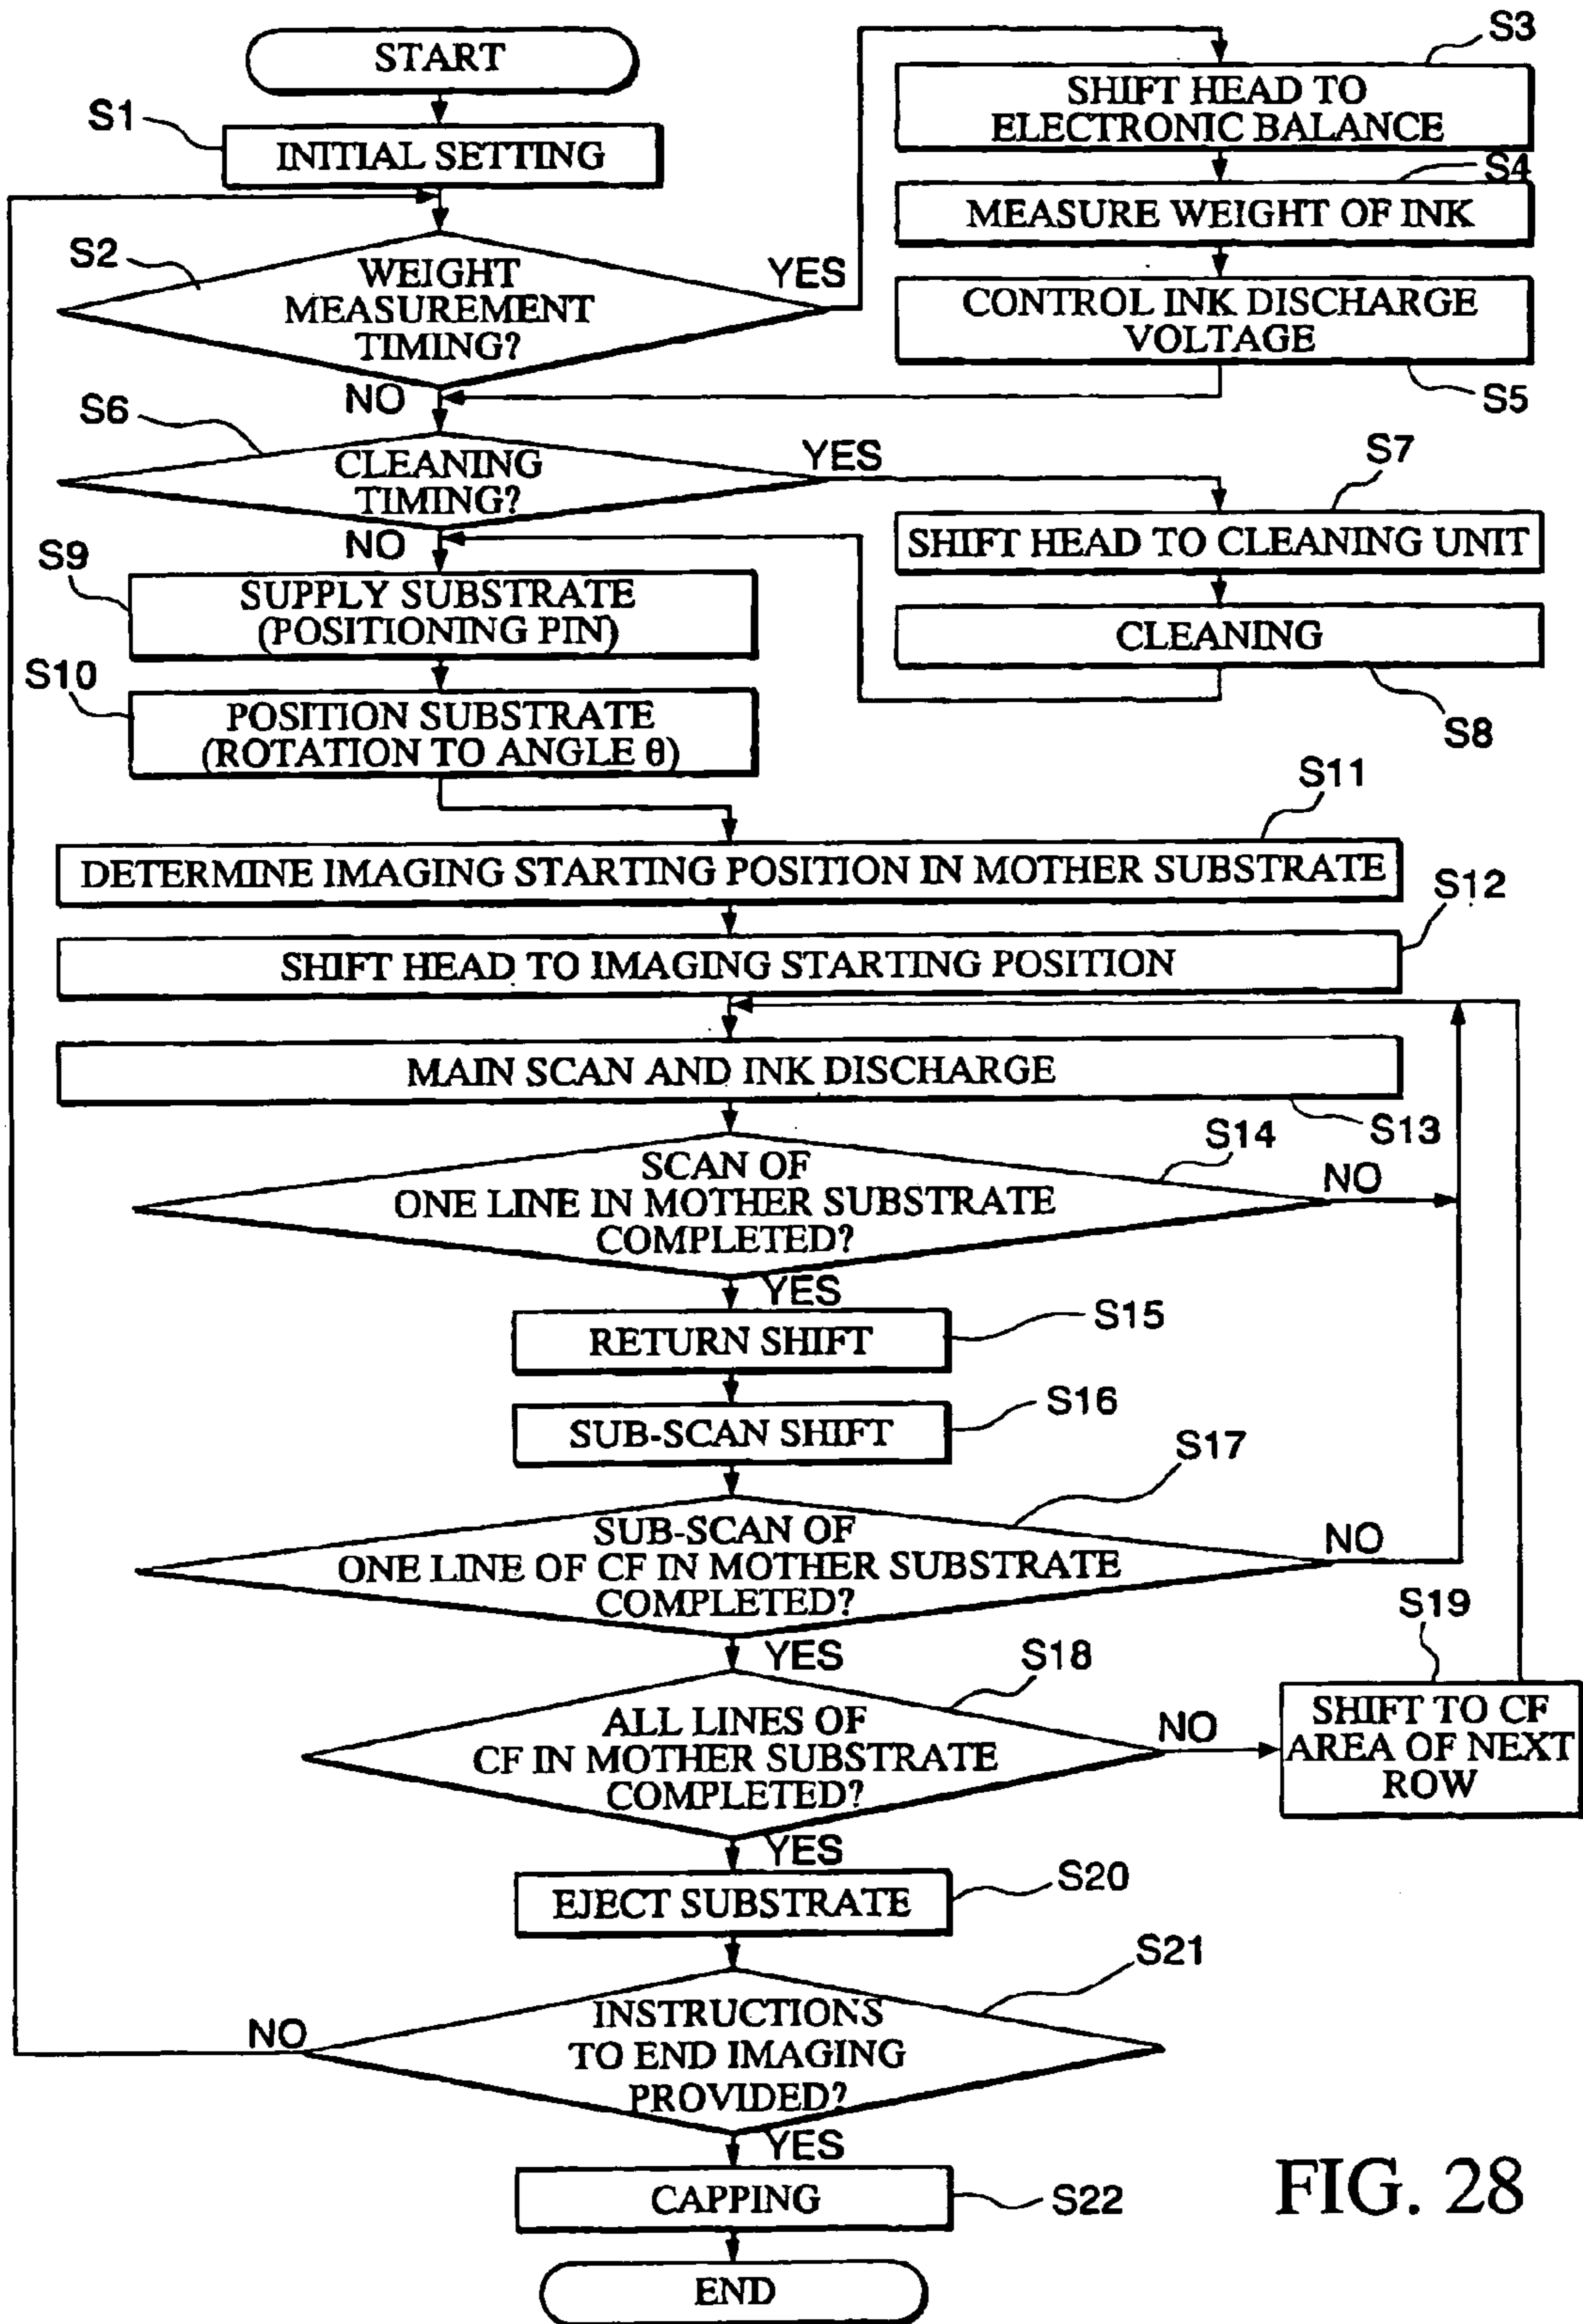 START
S1
INITIAL SETTING
S2
WEIGHT
MEASUREMENT
TIMING?
YES
NO
S3
SHIFT HEAD TO
ELECTRONIC BALANCE
S4
MEASURE WEIGHT OF INK
CONTROL INK DISCHARGE
VOLTAGE
S5
S6
CLEANING
TIMING?
YES
NO
S7
SHIFT HEAD TO CLEANING UNIT
CLEANING
S8
S9
SUPPLY SUBSTRATE
(POSITIONING PIN)
S10
POSITION SUBSTRATE
(ROTATION TO ANGLE θ)
S11
DETERMINE IMAGING STARTING POSITION IN MOTHER SUBSTRATE
S12
SHIFT HEAD TO IMAGING STARTING POSITION
MAIN SCAN AND INK DISCHARGE
S13
S14
SCAN OF
ONE LINE IN MOTHER SUBSTRATE
COMPLETED?
NO
YES
RETURN SHIFT
S15
SUB-SCAN SHIFT
S16
S17
SUB-SCAN OF
ONE LINE OF CF IN MOTHER SUBSTRATE
COMPLETED?
NO
YES
S18
ALL LINES OF
CF IN MOTHER SUBSTRATE
COMPLETED?
NO
YES
S19
SHIFT TO CF
AREA OF NEXT
ROW
EJECT SUBSTRATE
S20
S21
INSTRUCTIONS
TO END IMAGING
PROVIDED?
NO
YES
CAPPING
S22
END
FIG. 28